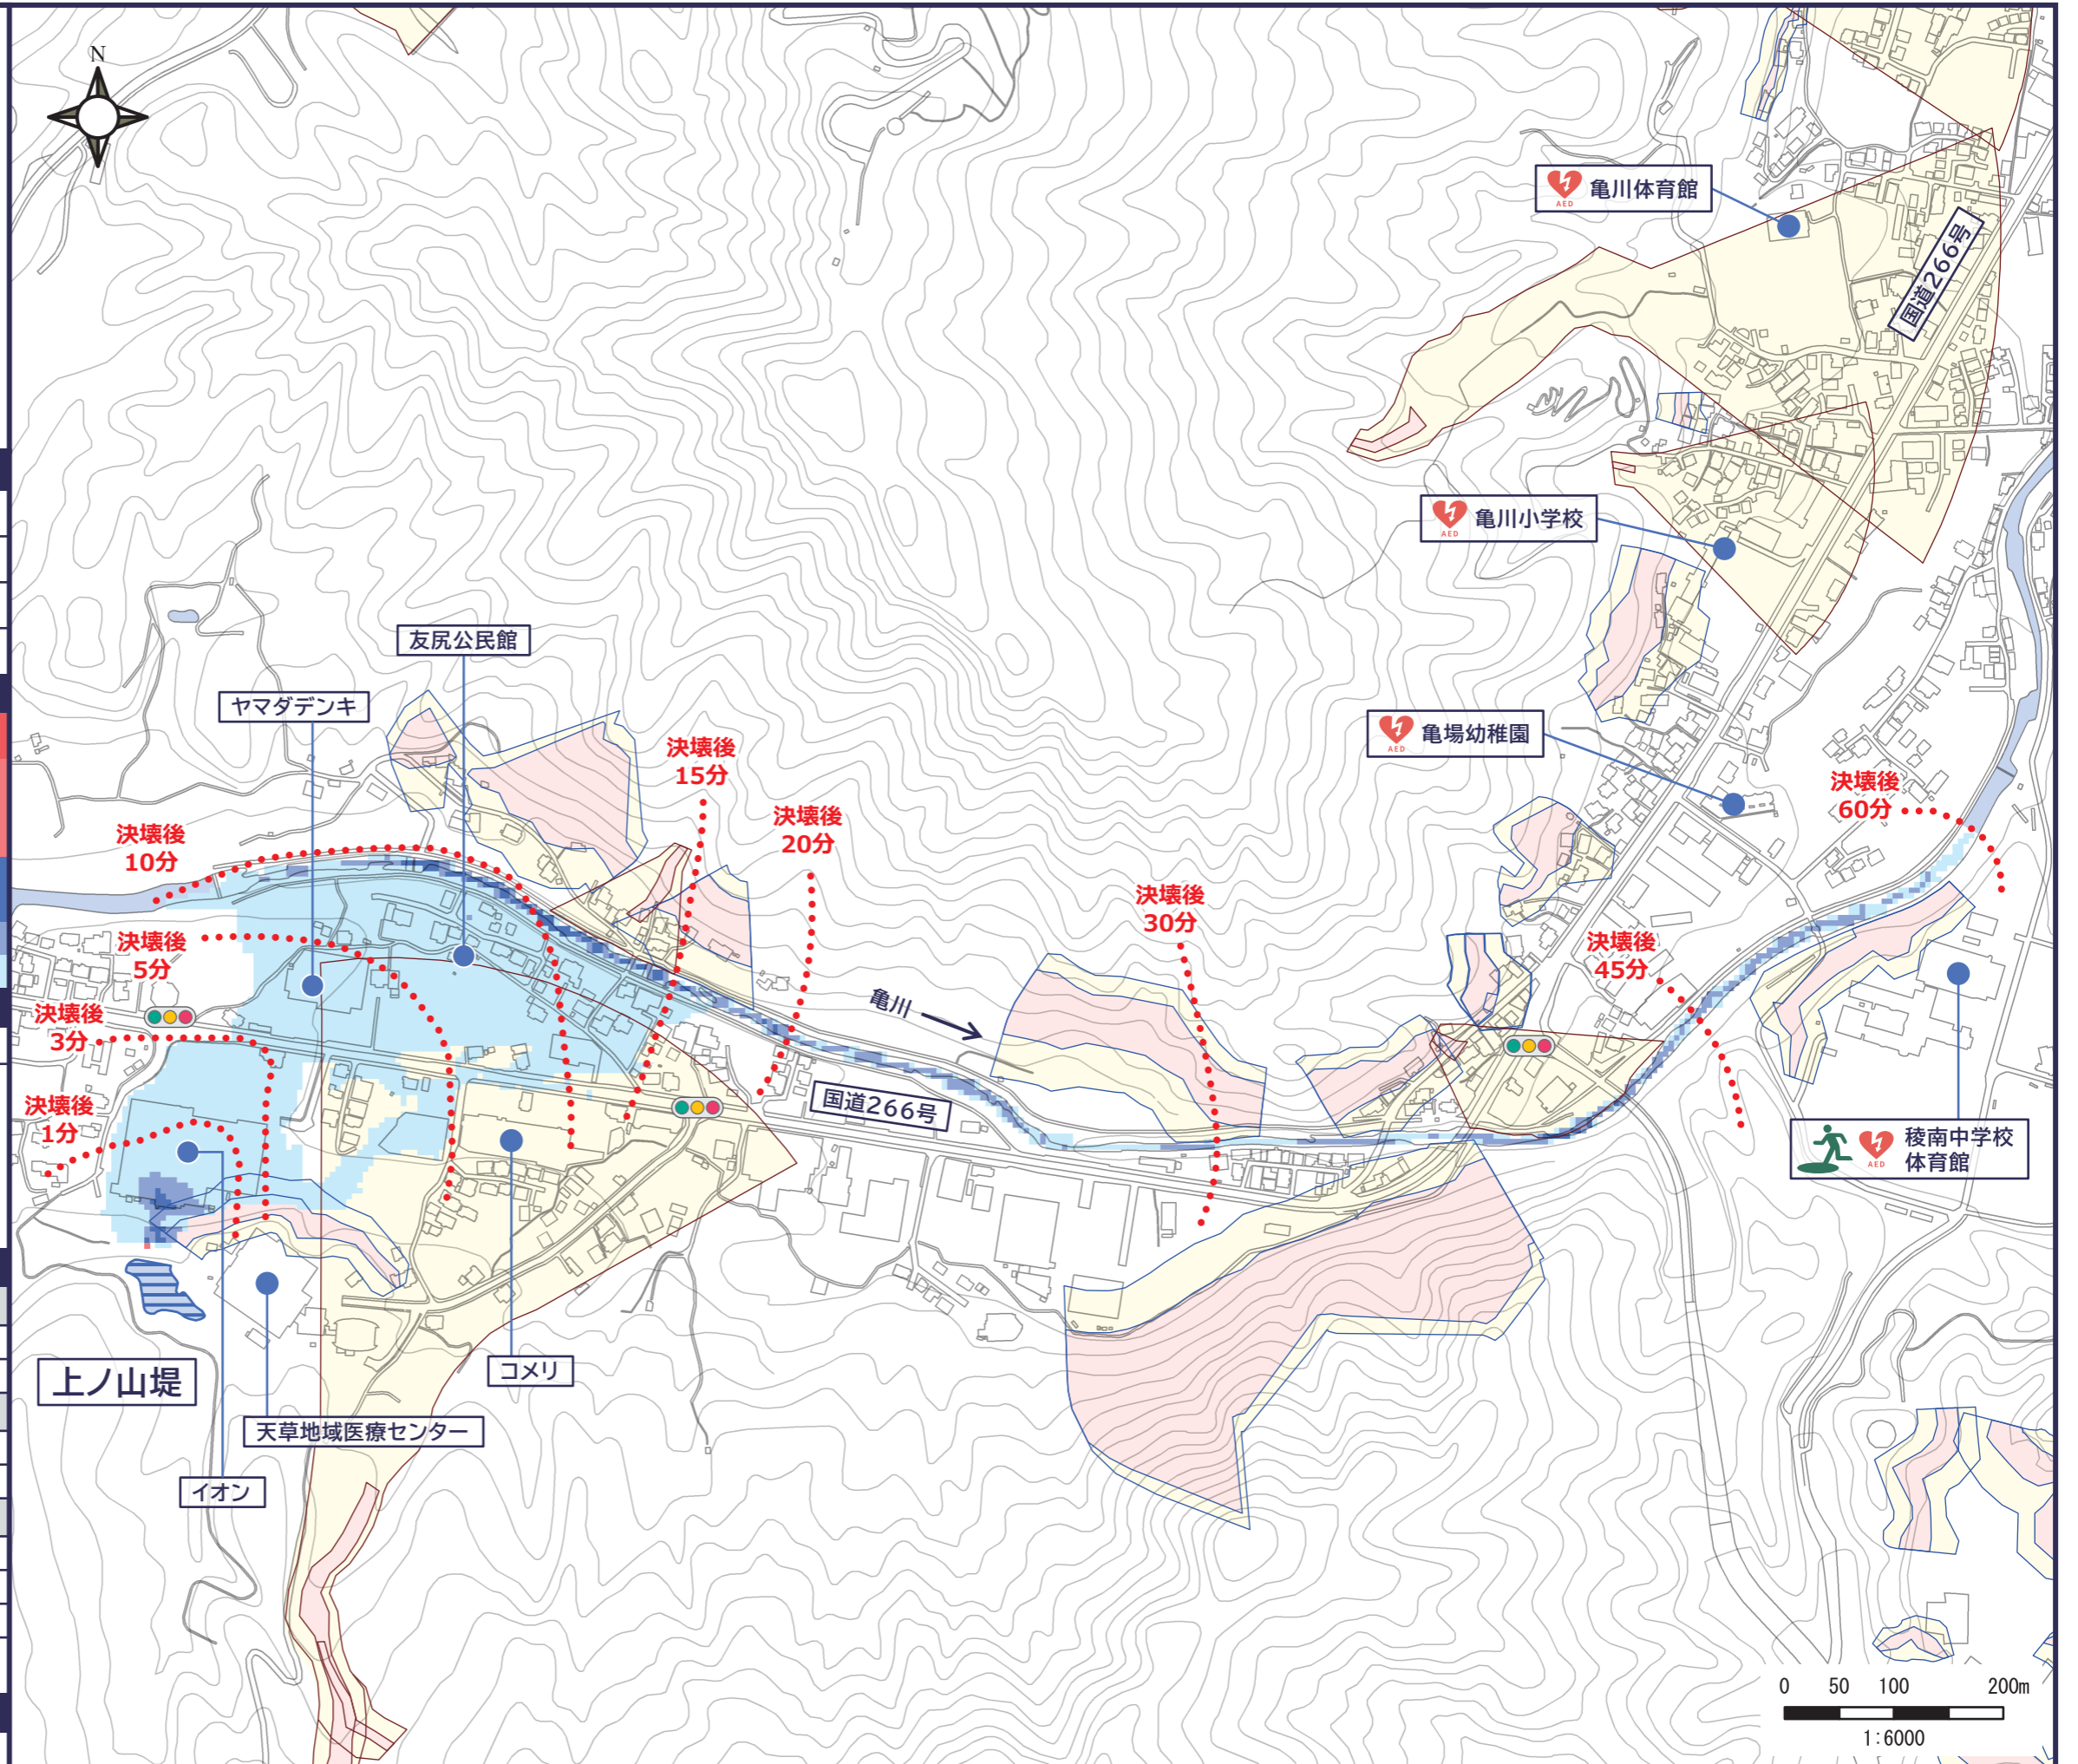 N
AED
亀川体育館
国道266号
AED
亀川小学校
友尻公民館
ヤマダデンキ
AED
亀場幼稚園
決壊後
15分
決壊後
20分
決壊後
60分
決壊後
10分
決壊後
30分
決壊後
5分
決壊後
45分
亀川
決壊後
3分
決壊後
1分
国道266号
AED
稜南中学校
体育館
上ノ山堤
コメリ
天草地域医療センター
イオン
0 50 100 200m
1:6000